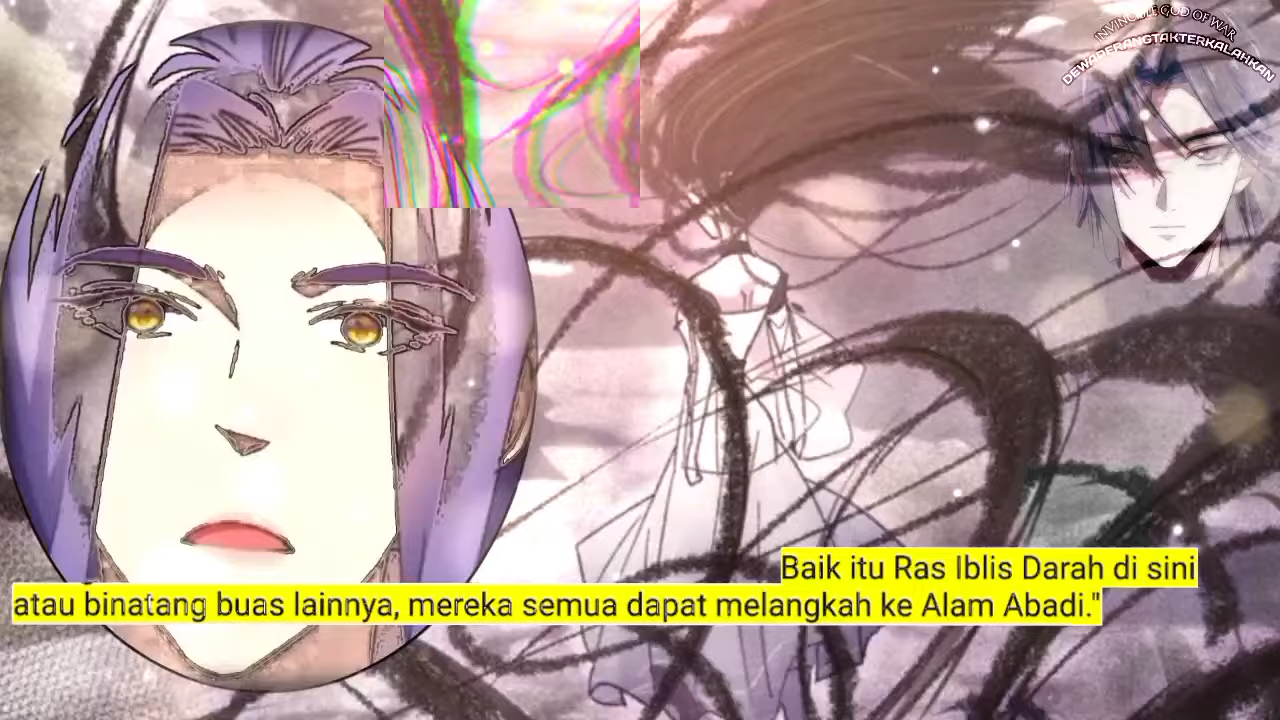 INVINCIBLE GOD OF WAR
DEWAPERANGTAKTERKALAHKAN
Baik itu Ras Iblis Darah di sini
atau binatang buas lainnya, mereka semua dapat melangkah ke Alam Abadi."